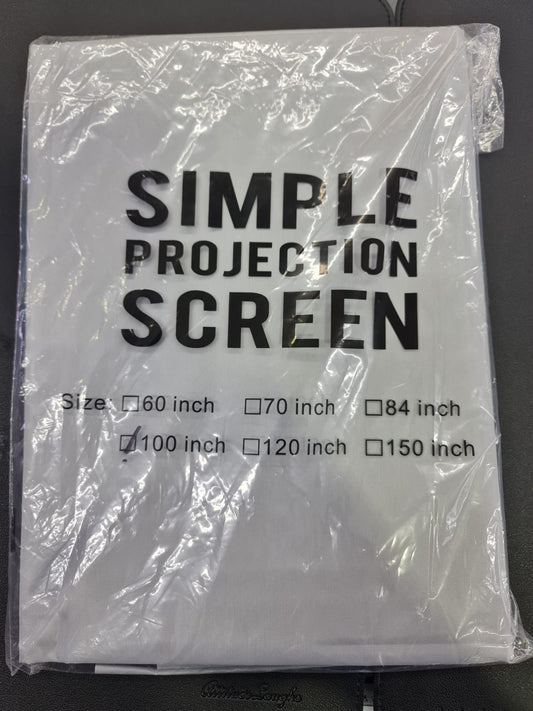 SIMPLE
PROJECTION
SCREEN
Size ☐60 inch ☐70 inch ☐84 inch
☑100 inch ☐120 inch ☐150 inch